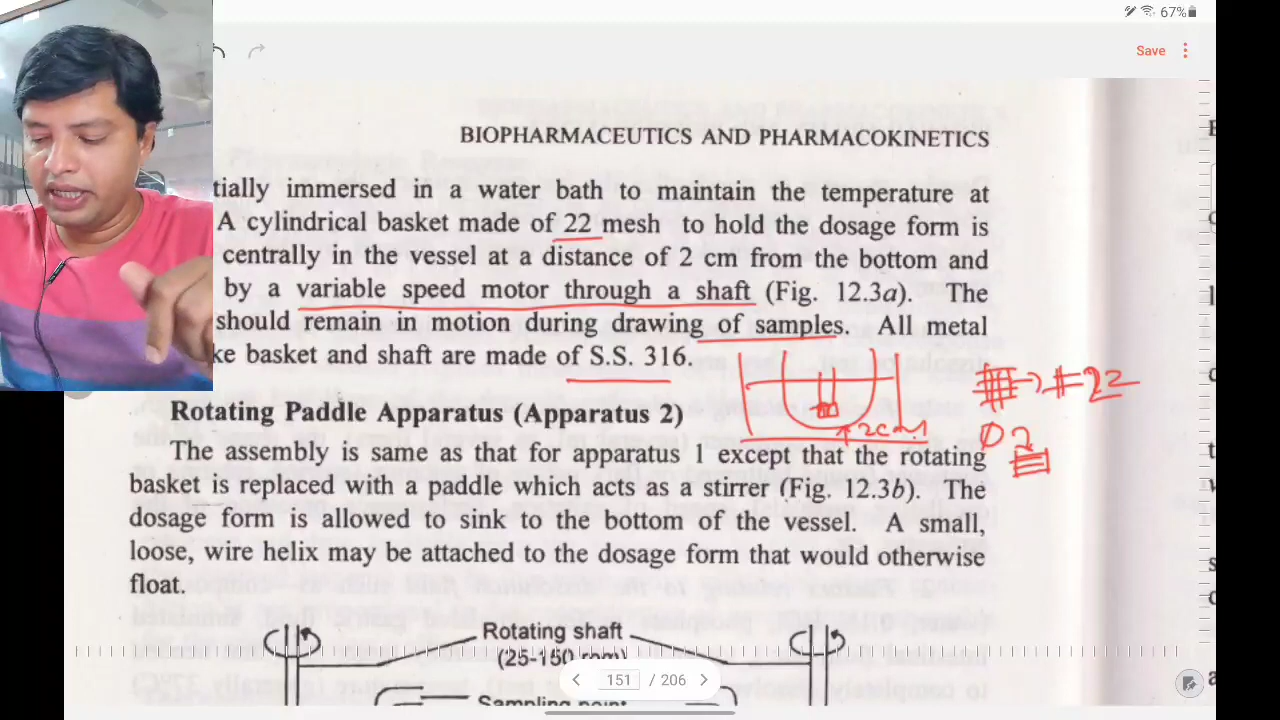 67%
Save
BIOPHARMACEUTICS AND PHARMACOKINETICS
tially immersed in a water bath to maintain the temperature at
A cylindrical basket made of 22 mesh to hold the dosage form is
centrally in the vessel at a distance of 2 cm from the bottom and
by a variable speed motor through a shaft (Fig. 12.3a). The
should remain in motion during drawing of samples. All metal
ke basket and shaft are made of S.S. 316.
# 22
2cm
Rotating Paddle Apparatus (Apparatus 2)
The assembly is same as that for apparatus 1 except that the rotating
basket is replaced with a paddle which acts as a stirrer (Fig. 12.3b). The
dosage form is allowed to sink to the bottom of the vessel. A small,
loose, wire helix may be attached to the dosage form that would otherwise
float.
Rotating shaft
(25-150 rpm)
151 / 206
Sampling point